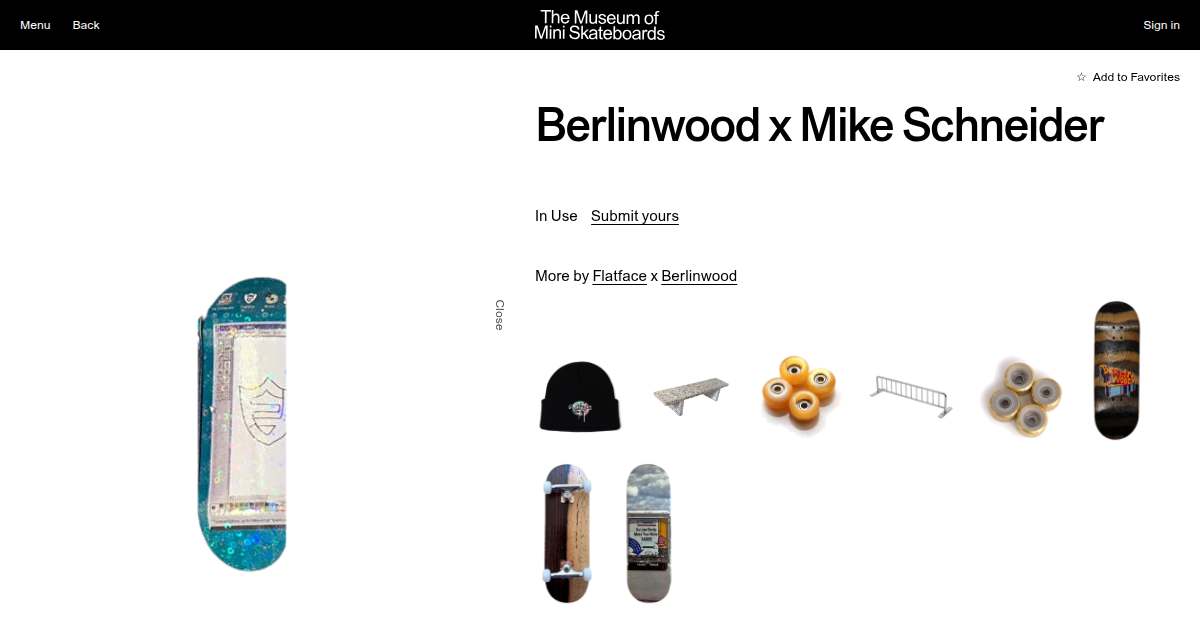 Menu
Back
The Museum of
Mini Skateboards
Sign in
☆ Add to Favorites
Berlinwood x Mike Schneider
In Use
Submit yours
More by Flatface x Berlinwood
Close